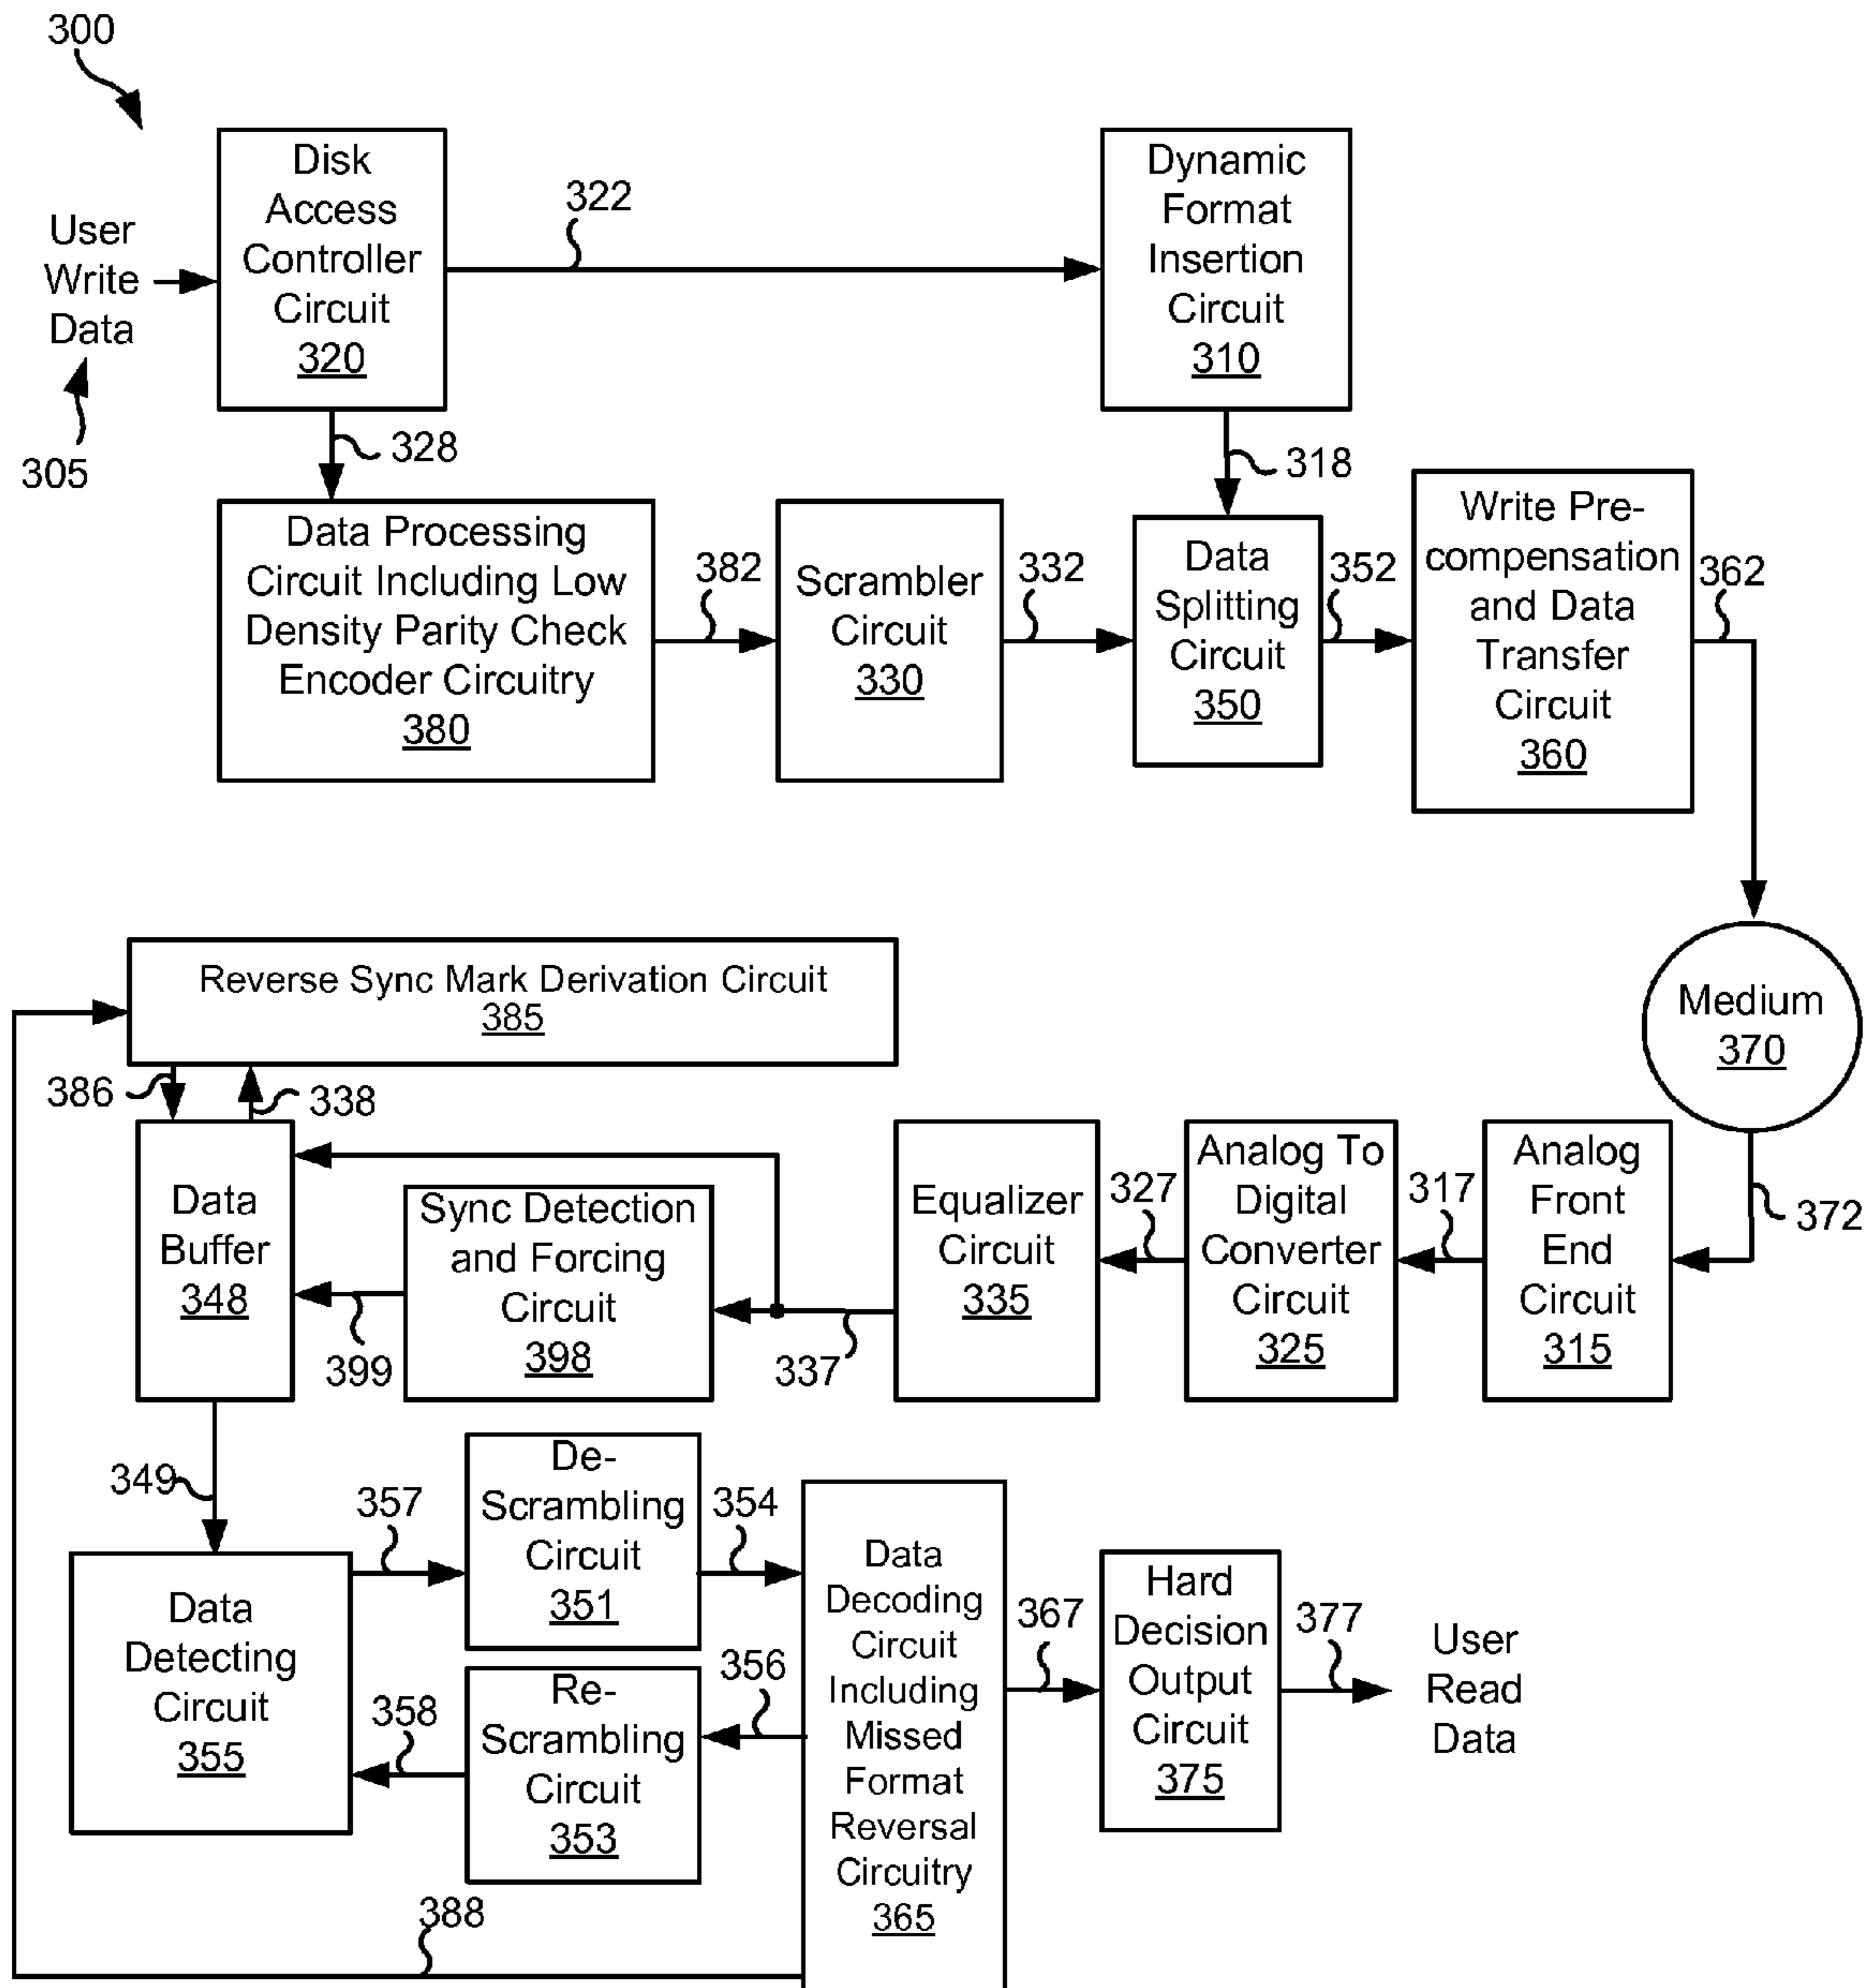 300
User
Write
Data
305
Disk
Access
Controller
Circuit
320
322
Dynamic
Format
Insertion
Circuit
310
328
318
Data Processing
Circuit Including Low
Density Parity Check
Encoder Circuitry
380
382
Scrambler
Circuit
330
332
Data
Splitting
Circuit
350
352
Write Pre-
compensation
and Data
Transfer
Circuit
360
362
Medium
370
372
Reverse Sync Mark Derivation Circuit
385
386
338
Data
Buffer
348
Sync Detection
and Forcing
Circuit
398
399
337
Equalizer
Circuit
335
327
Analog To
Digital
Converter
Circuit
325
317
Analog
Front
End
Circuit
315
349
Data
Detecting
Circuit
355
357
De-
Scrambling
Circuit
351
354
358
Re-
Scrambling
Circuit
353
356
Data
Decoding
Circuit
Including
Missed
Format
Reversal
Circuitry
365
367
Hard
Decision
Output
Circuit
375
377
User
Read
Data
388